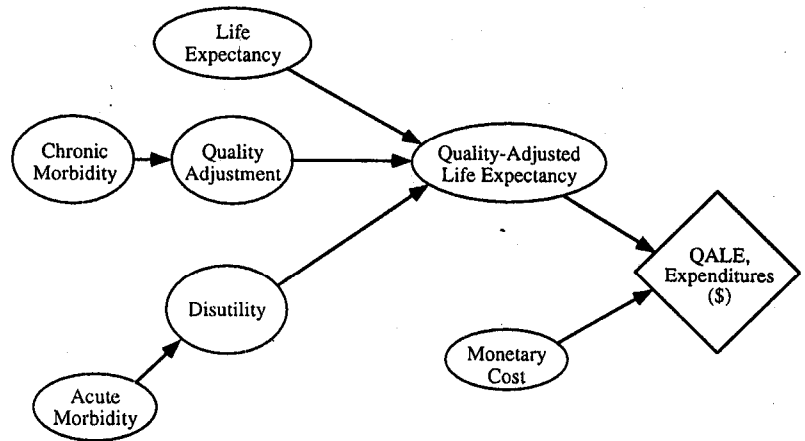 Life
Expectancy
Chronic
Morbidity
Quality
Adjustment
Quality-Adjusted
Life Expectancy
QALE,
Expenditures
($)
Disutility
Monetary
Cost
Acute
Morbidity